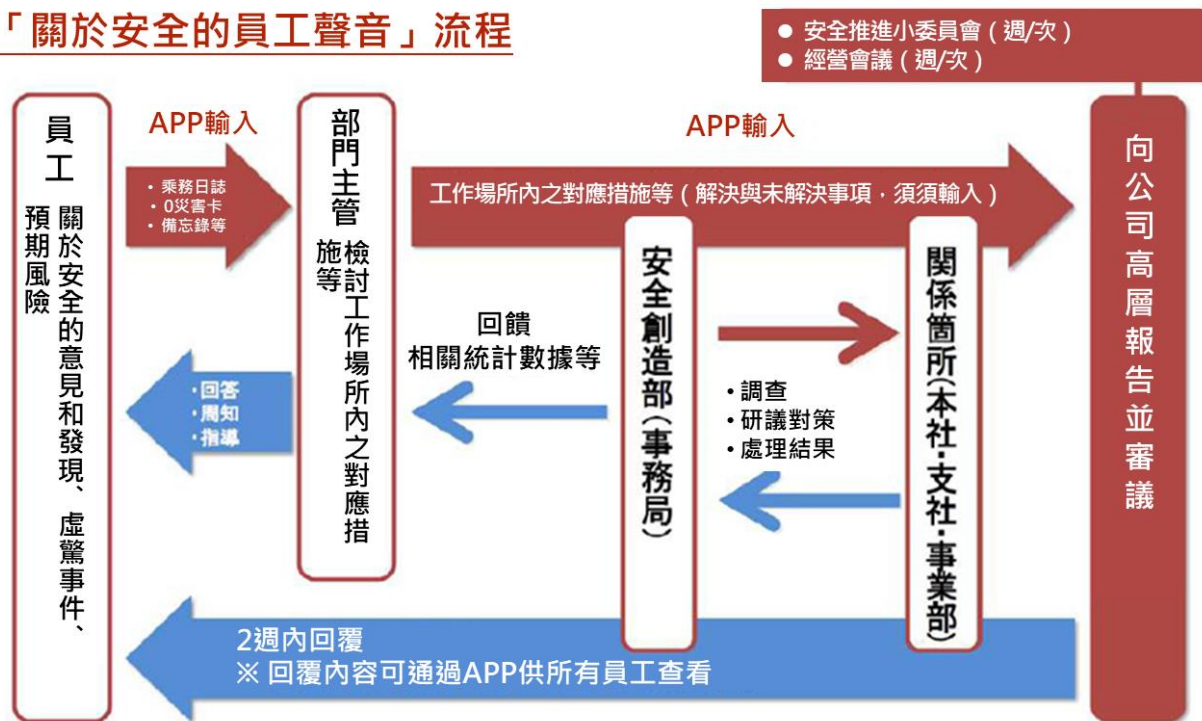 「關於安全的員工聲音」流程
● 安全推進小委員會（週/次）
● 經營會議（週/次）
員工
關於安全的意見和發現、虛驚事件、
預期風險
APP輸入
• 乘務日誌
• 0災害卡
• 備忘錄等
部門主管
檢討工作場所內之對應措
施等
APP輸入
工作場所內之對應措施等（解決與未解決事項，須須輸入）
安全創造部（事務局）
関係箇所（本社・支社・事業部）
向公司高層報告並審議
・回答
・周知
・指導
回饋
相關統計數據等
• 調查
• 研議對策
• 處理結果
2週內回覆
※ 回覆內容可通過APP供所有員工查看